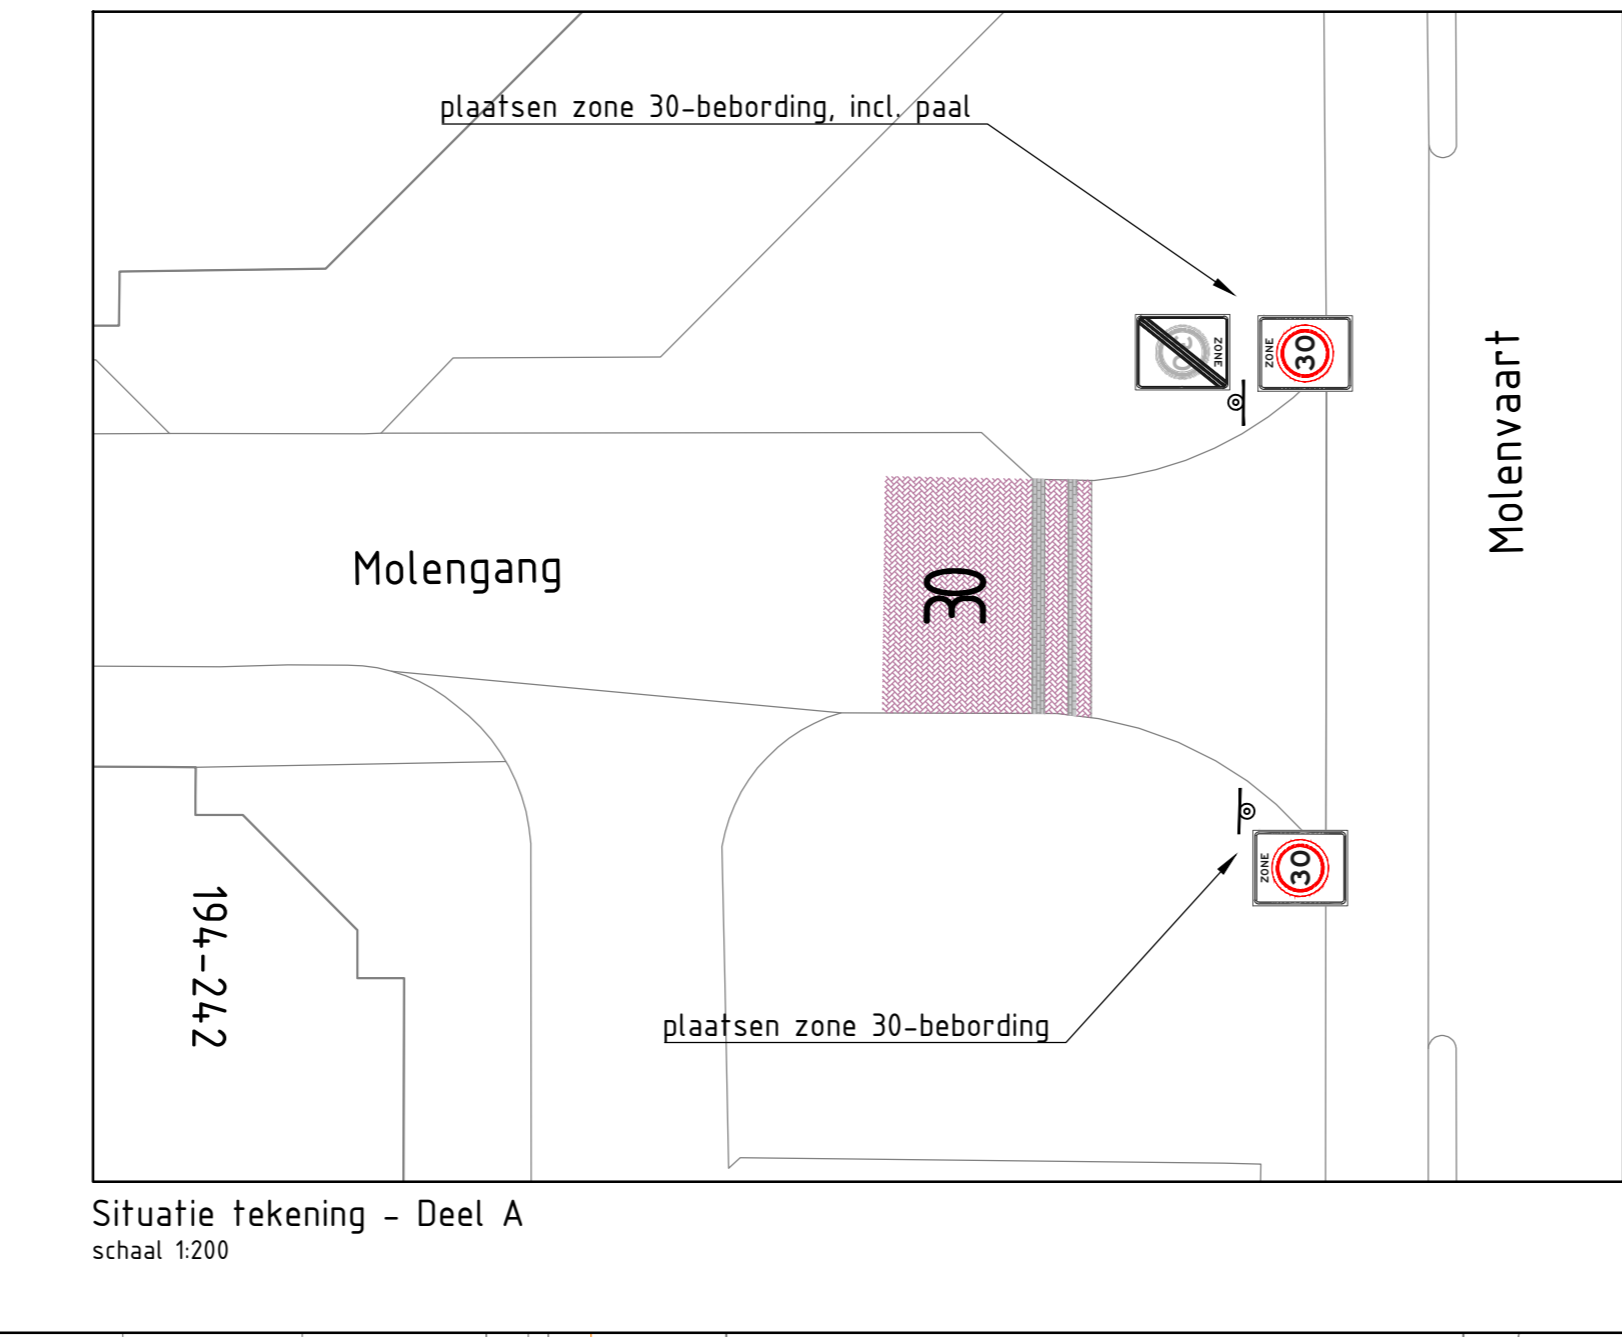 plaatsen zone 30-bebording, incl. paal
ZONE
30
ZONE
30
Molenvaart
Molengang
30
ZONE
30
194-242
plaatsen zone 30-bebording
Situatie tekening - Deel A
schaal 1:200